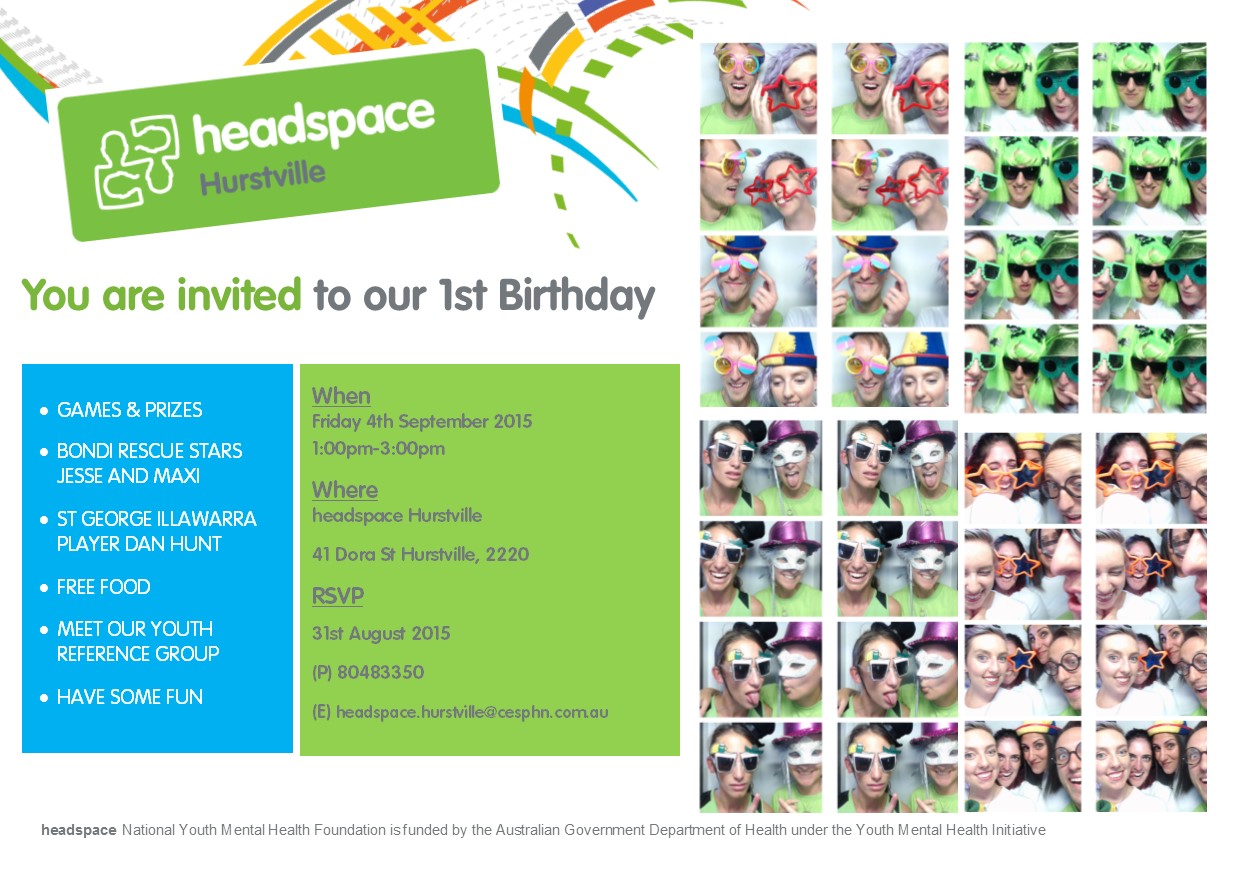 headspace
Hurstville
You are invited to our 1st Birthday
• GAMES & PRIZES
• BONDI RESCUE STARS
JESSE AND MAXI
• ST GEORGE ILLAWARRA
PLAYER DAN HUNT
• FREE FOOD
• MEET OUR YOUTH
REFERENCE GROUP
• HAVE SOME FUN
When
Friday 4th September 2015
1:00pm-3:00pm
Where
headspace Hurstville
41 Dora St Hurstville, 2220
RSVP
31st August 2015
(P) 80483350
(E) headspace.hurstville@cesphn.com.au
headspace National Youth Mental Health Foundation is funded by the Australian Government Department of Health under the Youth Mental Health Initiative